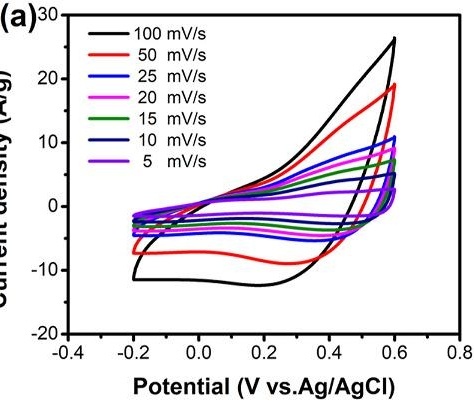 (a)
30
20
10
0
-10
-20
100 mV/s
50 mV/s
25 mV/s
20 mV/s
15 mV/s
10 mV/s
5 mV/s
-0.4 -0.2 0.0 0.2 0.4 0.6 0.8
Potential (V vs.Ag/AgCl)
density (A/g)